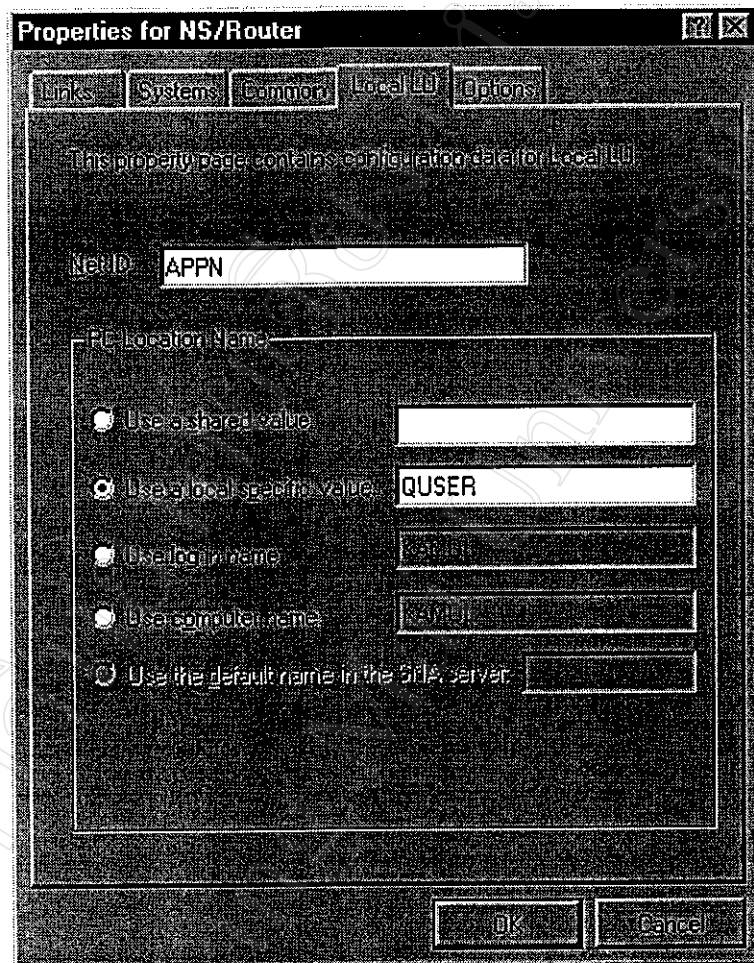 Properties for NS/Router
Links Systems Common Local LU Options
This property page contains configuration data for Local LU
Net ID: APPN
PC Location Name
Use a shared value
Use a local specific value: QUSER
Use log in name
Use computer name:
Use the default name in the SNA server:
OK Cancel